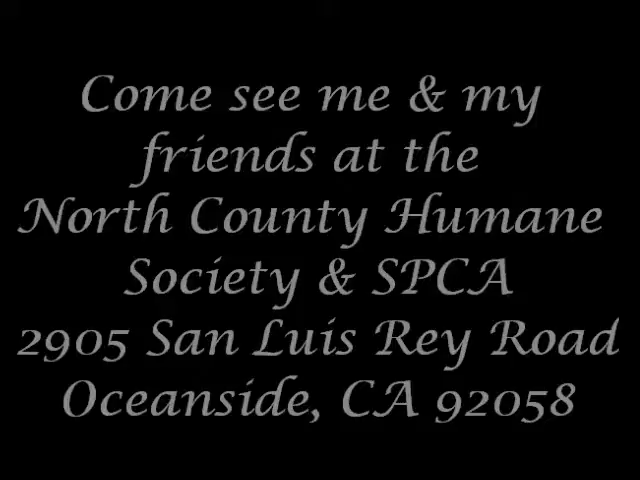 Come see me & my
friends at the
North County Humane
Society & SPCA
2905 San Luis Rey Road
Oceanside, CA 92058